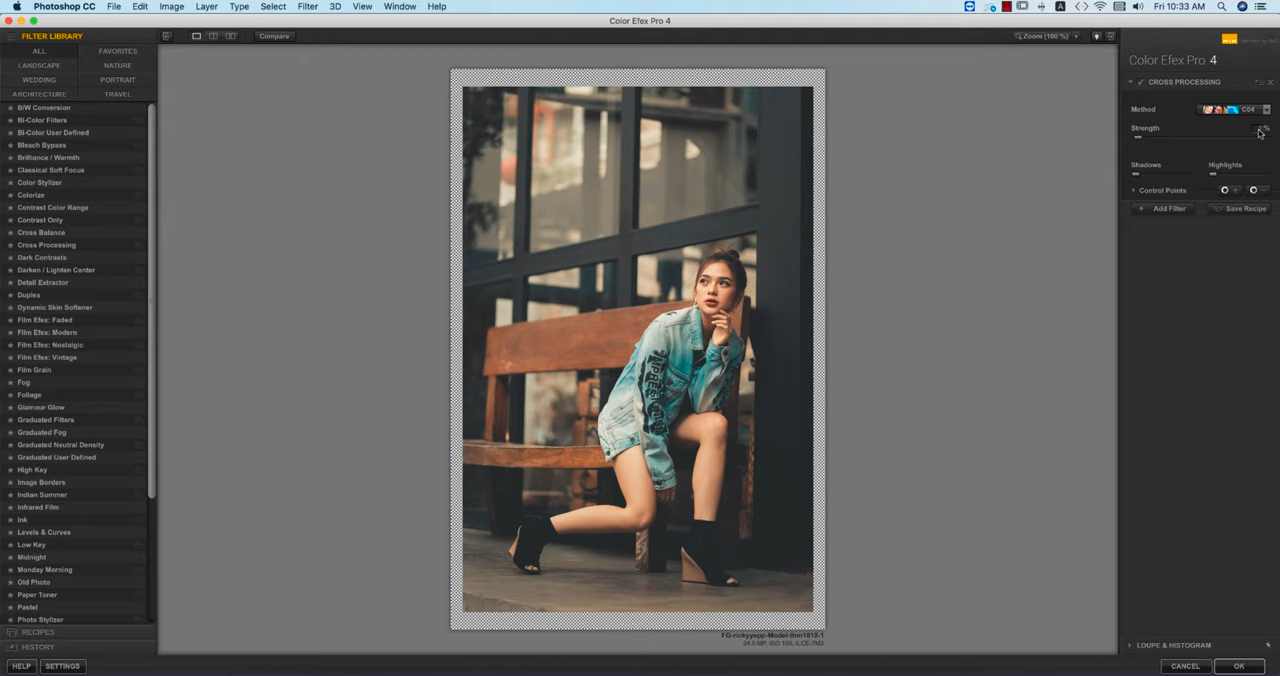 Photoshop CC File Edit Image Layer Type Select Filter 3D View Window Help
A Fri 10:33 AM
Color Efex Pro 4
FILTER LIBRARY
Compare
Zoom (100 %)
ALL FAVORITES
LANDSCAPE NATURE
WEDDING PORTRAIT
ARCHITECTURE TRAVEL
B/W Conversion
Bi-Color Filters
Bi-Color User Defined
Bleach Bypass
Brilliance / Warmth
Classical Soft Focus
Color Stylizer
Colorize
Contrast Color Range
Contrast Only
Cross Balance
Cross Processing
Dark Contrasts
Darken / Lighten Center
Detail Extractor
Duplex
Dynamic Skin Softener
Film Efex: Faded
Film Efex: Modern
Film Efex: Nostalgic
Film Efex: Vintage
Film Grain
Fog
Foliage
Glamour Glow
Graduated Filters
Graduated Fog
Graduated Neutral Density
Graduated User Defined
High Key
Image Borders
Indian Summer
Infrared Film
Ink
Levels & Curves
Low Key
Midnight
Monday Morning
Old Photo
Paper Toner
Pastel
Photo Stylizer
RECIPES
HISTORY
HELP SETTINGS
FG-rickyyepp-Model-thm1818-1
24.0 MP, ISO 100, ILCE-7M3
Color Efex Pro 4
CROSS PROCESSING
Method C04
Strength %
Shadows Highlights
Control Points
Add Filter Save Recipe
LOUPE & HISTOGRAM
CANCEL OK